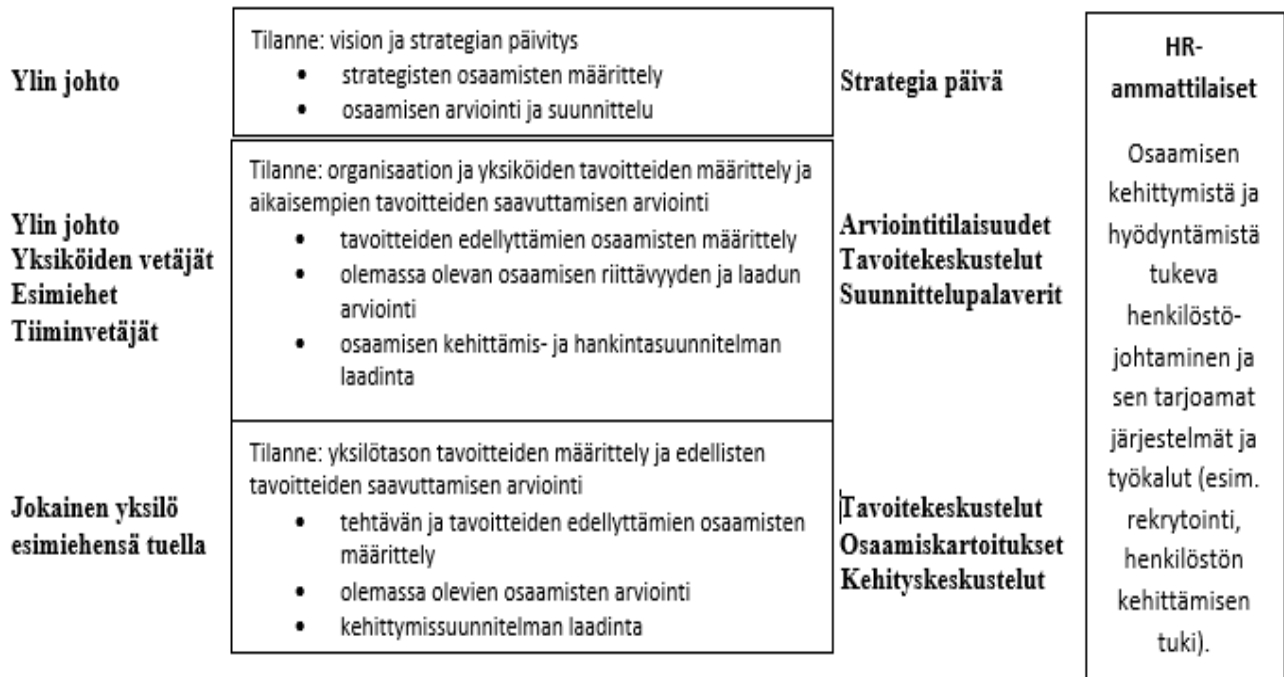 Ylin johto
Tilanne: vision ja strategian päivitys
• strategisten osaamisten määrittely
• osaamisen arviointi ja suunnittelu
Strategia päivä
Ylin johto
Yksiköiden vetäjät
Esimiehet
Tiiminvetäjät
Tilanne: organisaation ja yksiköiden tavoitteiden määrittely ja
aikaisempien tavoitteiden saavuttamisen arviointi
• tavoitteiden edellyttämien osaamisten määrittely
• olemassa olevan osaamisen riittävyyden ja laadun
arviointi
• osaamisen kehittämis- ja hankintasuunnitelman
laadinta
Arviointitilaisuudet
Tavoitekeskustelut
Suunnittelupalaverit
Jokainen yksilö
esimiehensä tuella
Tilanne: yksilötason tavoitteiden määrittely ja edellisten
tavoitteiden saavuttamisen arviointi
• tehtävän ja tavoitteiden edellyttämien osaamisten
määrittely
• olemassa olevien osaamisten arviointi
• kehittymissuunnitelman laadinta
Tavoitekeskustelut
Osaamiskartoitukset
Kehityskeskustelut
HR-
ammattilaiset
Osaamisen
kehittymistä ja
hyödyntämistä
tukeva
henkilöstö-
johtaminen ja
sen tarjoamat
järjestelmät ja
työkalut (esim.
rekrytointi,
henkilöstön
kehittämisen
tuki).